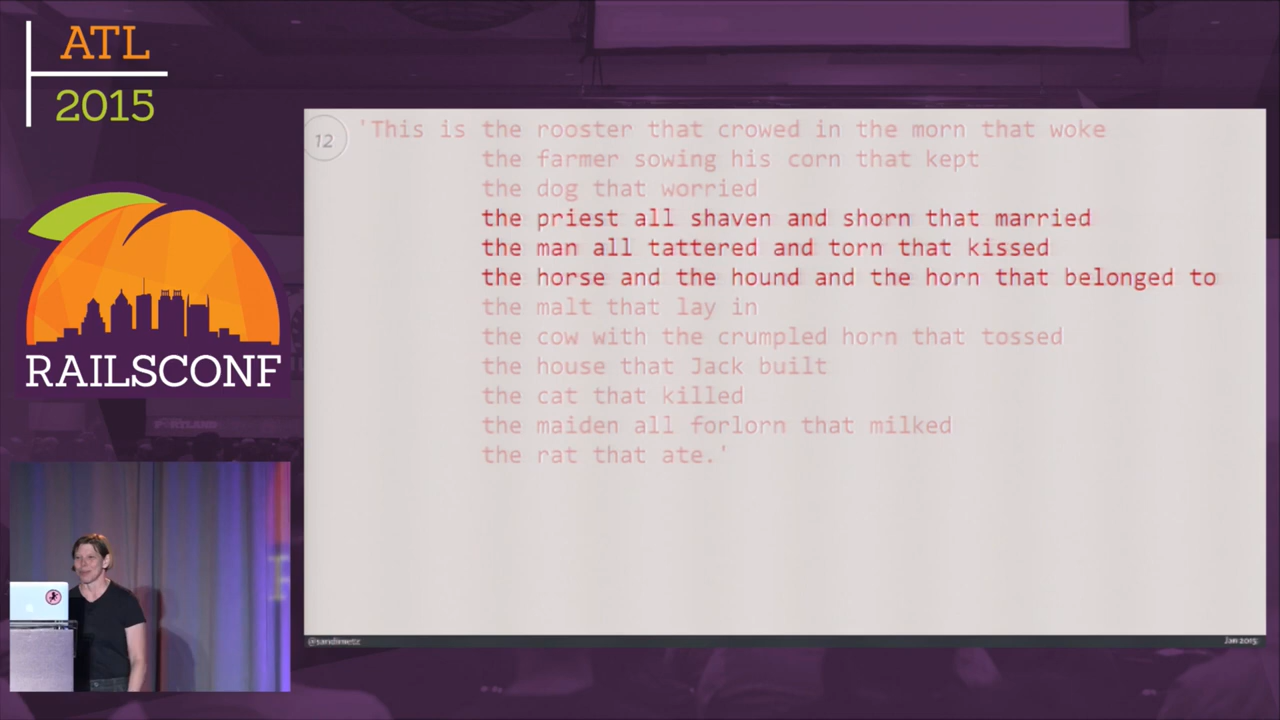 ATL
2015
RAILSCONF
12
'This is the rooster that crowed in the morn that woke
the farmer sowing his corn that kept
the dog that worried
the priest all shaven and shorn that married
the man all tattered and torn that kissed
the horse and the hound and the horn that belonged to
the malt that lay in
the cow with the crumpled horn that tossed
the house that Jack built
the cat that killed
the maiden all forlorn that milked
the rat that ate.'
@sandimetz
Jan 2015